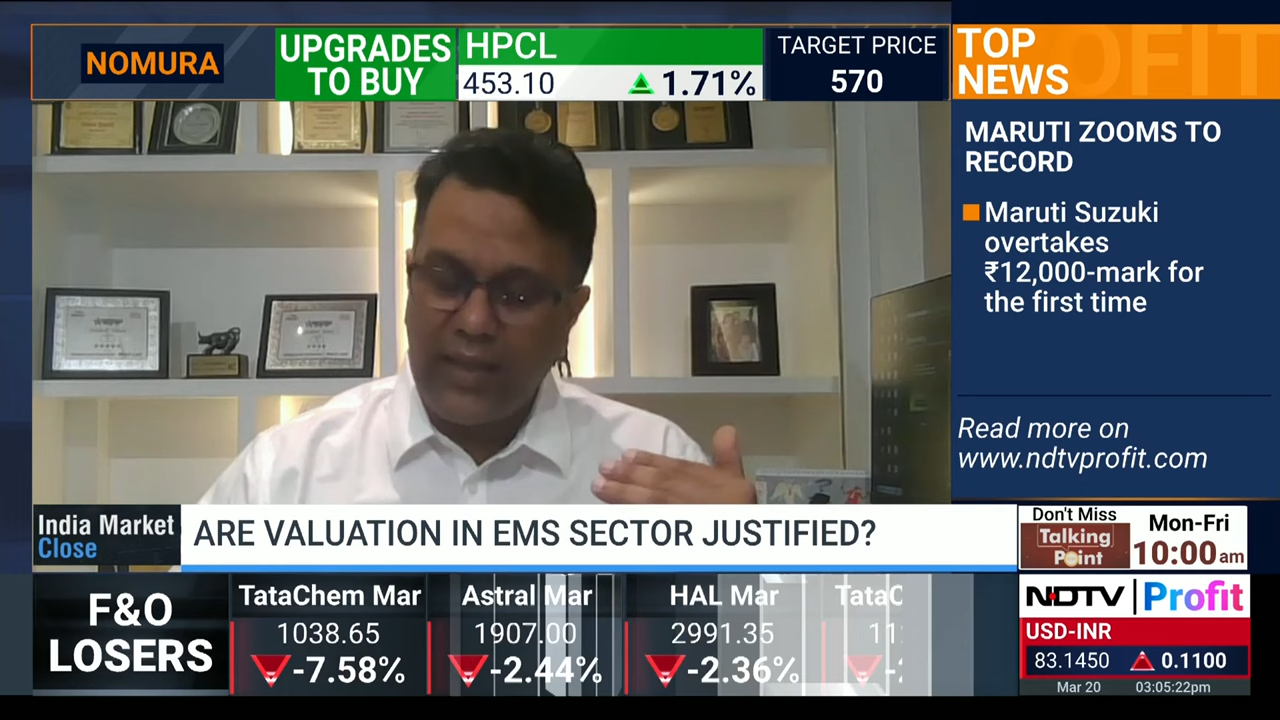 NOMURA
UPGRADES
TO BUY
HPCL
453.10
1.71%
TARGET PRICE
570
TOP
NEWS
MARUTI ZOOMS TO
RECORD
Maruti Suzuki
overtakes
₹12,000-mark for
the first time
Read more on
www.ndtvprofit.com
India Market
Close
ARE VALUATION IN EMS SECTOR JUSTIFIED?
Don't Miss
Talking
Point
Mon-Fri
10:00am
F&O
LOSERS
TataChem Mar
1038.65
-7.58%
Astral Mar
1907.00
-2.44%
HAL Mar
2991.35
-2.36%
TataC
11
NDTV Profit
USD-INR
83.1450
0.1100
Mar 20
03:05:22pm